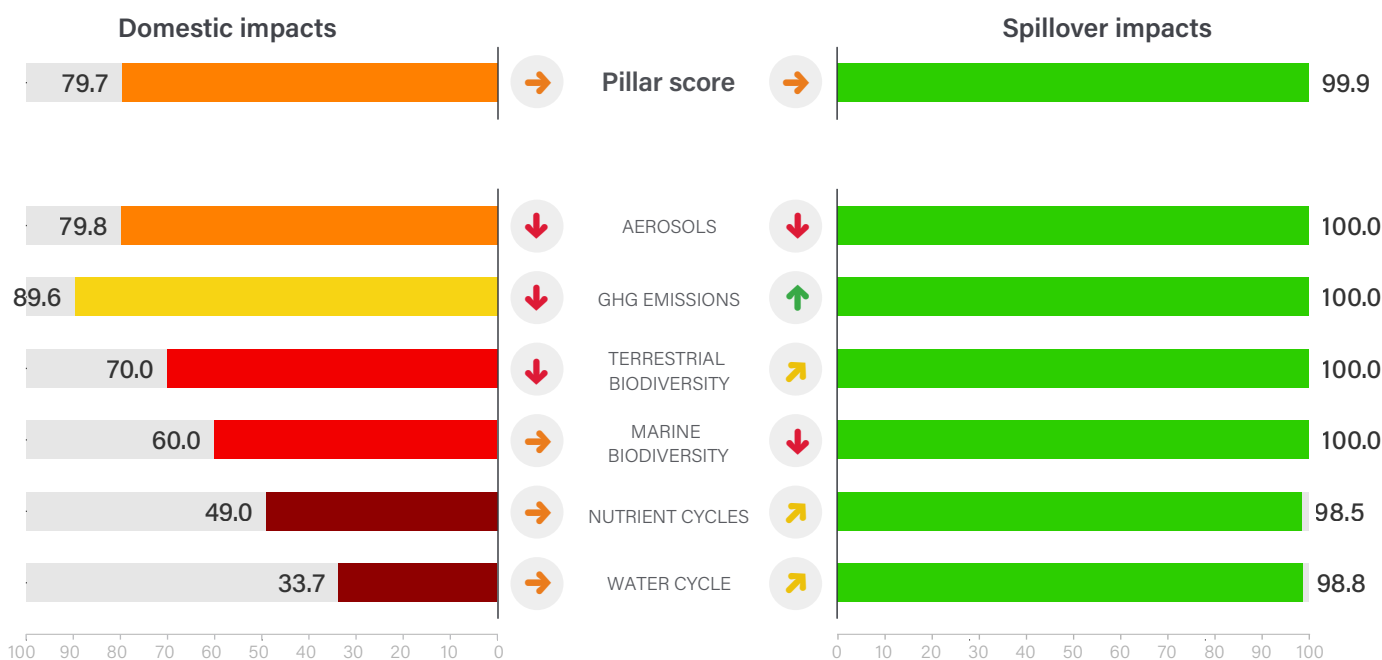 Domestic impacts
Spillover impacts
79.7
Pillar score
99.9
79.8
AEROSOLS
100.0
89.6
GHG EMISSIONS
100.0
70.0
TERRESTRIAL
BIODIVERSITY
100.0
60.0
MARINE
BIODIVERSITY
100.0
49.0
NUTRIENT CYCLES
98.5
33.7
WATER CYCLE
98.8
100 90 80 70 60 50 40 30 20 10 0
0 10 20 30 40 50 60 70 80 90 100